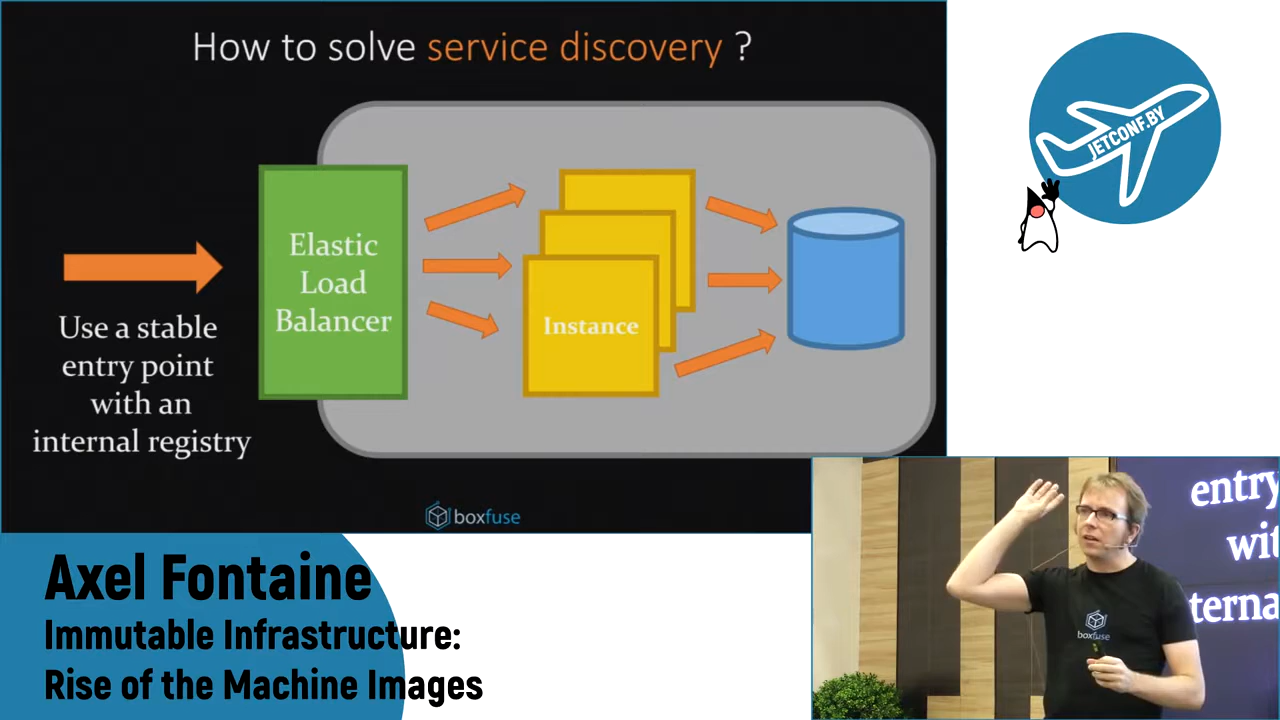 How to solve service discovery ?
Elastic
Load
Balancer
Instance
Use a stable
entry point
with an
internal registry
boxfuse
JETCONF.BY
Axel Fontaine
Immutable Infrastructure:
Rise of the Machine Images
entry
wit
terna
boxfuse